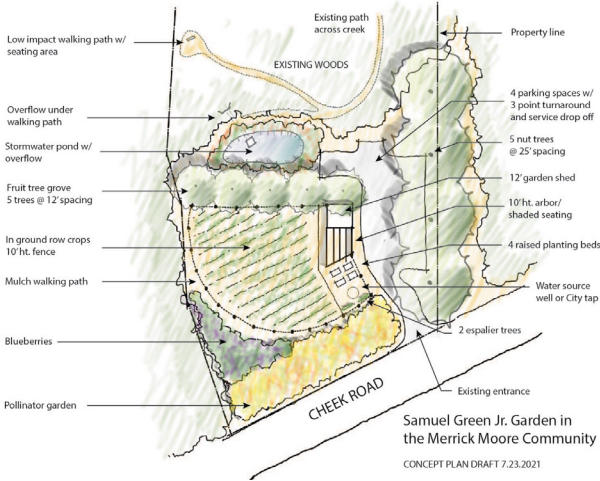 Low impact walking path w/
seating area
Existing path
across creek
EXISTING WOODS
Property line
Overflow under
walking path
Stormwater pond w/
overflow
Fruit tree grove
5 trees @ 12' spacing
In ground row crops
10' ht. fence
Mulch walking path
Blueberries
Pollinator garden
4 parking spaces w/
3 point turnaround
and service drop off
5 nut trees
@ 25' spacing
12' garden shed
10' ht. arbor/
shaded seating
4 raised planting beds
Water source
well or City tap
2 espalier trees
Existing entrance
CHEEK ROAD
Samuel Green Jr. Garden in
the Merrick Moore Community
CONCEPT PLAN DRAFT 7.23.2021